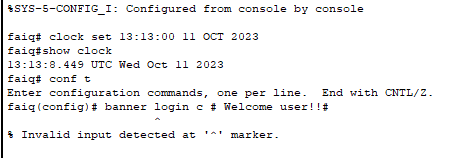 %SYS-5-CONFIG_I: Configured from console by console
faiq# clock set 13:13:00 11 OCT 2023
faiq#show clock
13:13:8.449 UTC Wed Oct 11 2023
faiq# conf t
Enter configuration commands, one per line.  End with CNTL/Z.
faiq(config)# banner login c # Welcome user!!#
^
% Invalid input detected at '^' marker.